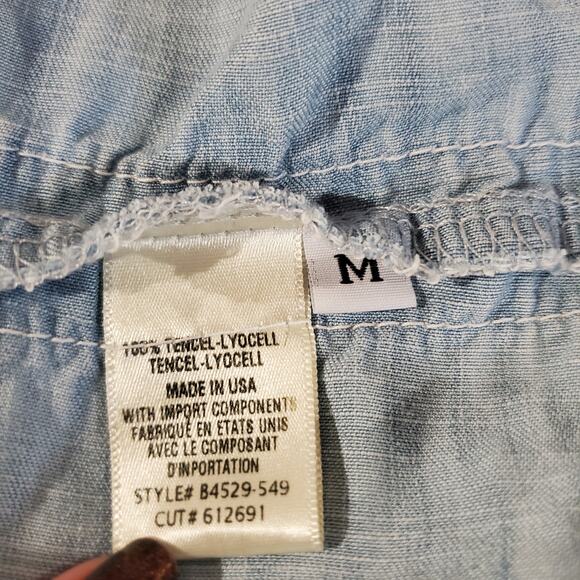 M
100% TENCEL-LYOCELL /
TENCEL-LYOCELL
MADE IN USA
WITH IMPORT COMPONENTS
FABRIQUÉ EN ETATS UNIS
AVEC LE COMPOSANT
D'INPORTATION
STYLE# B4529-549
CUT# 612691